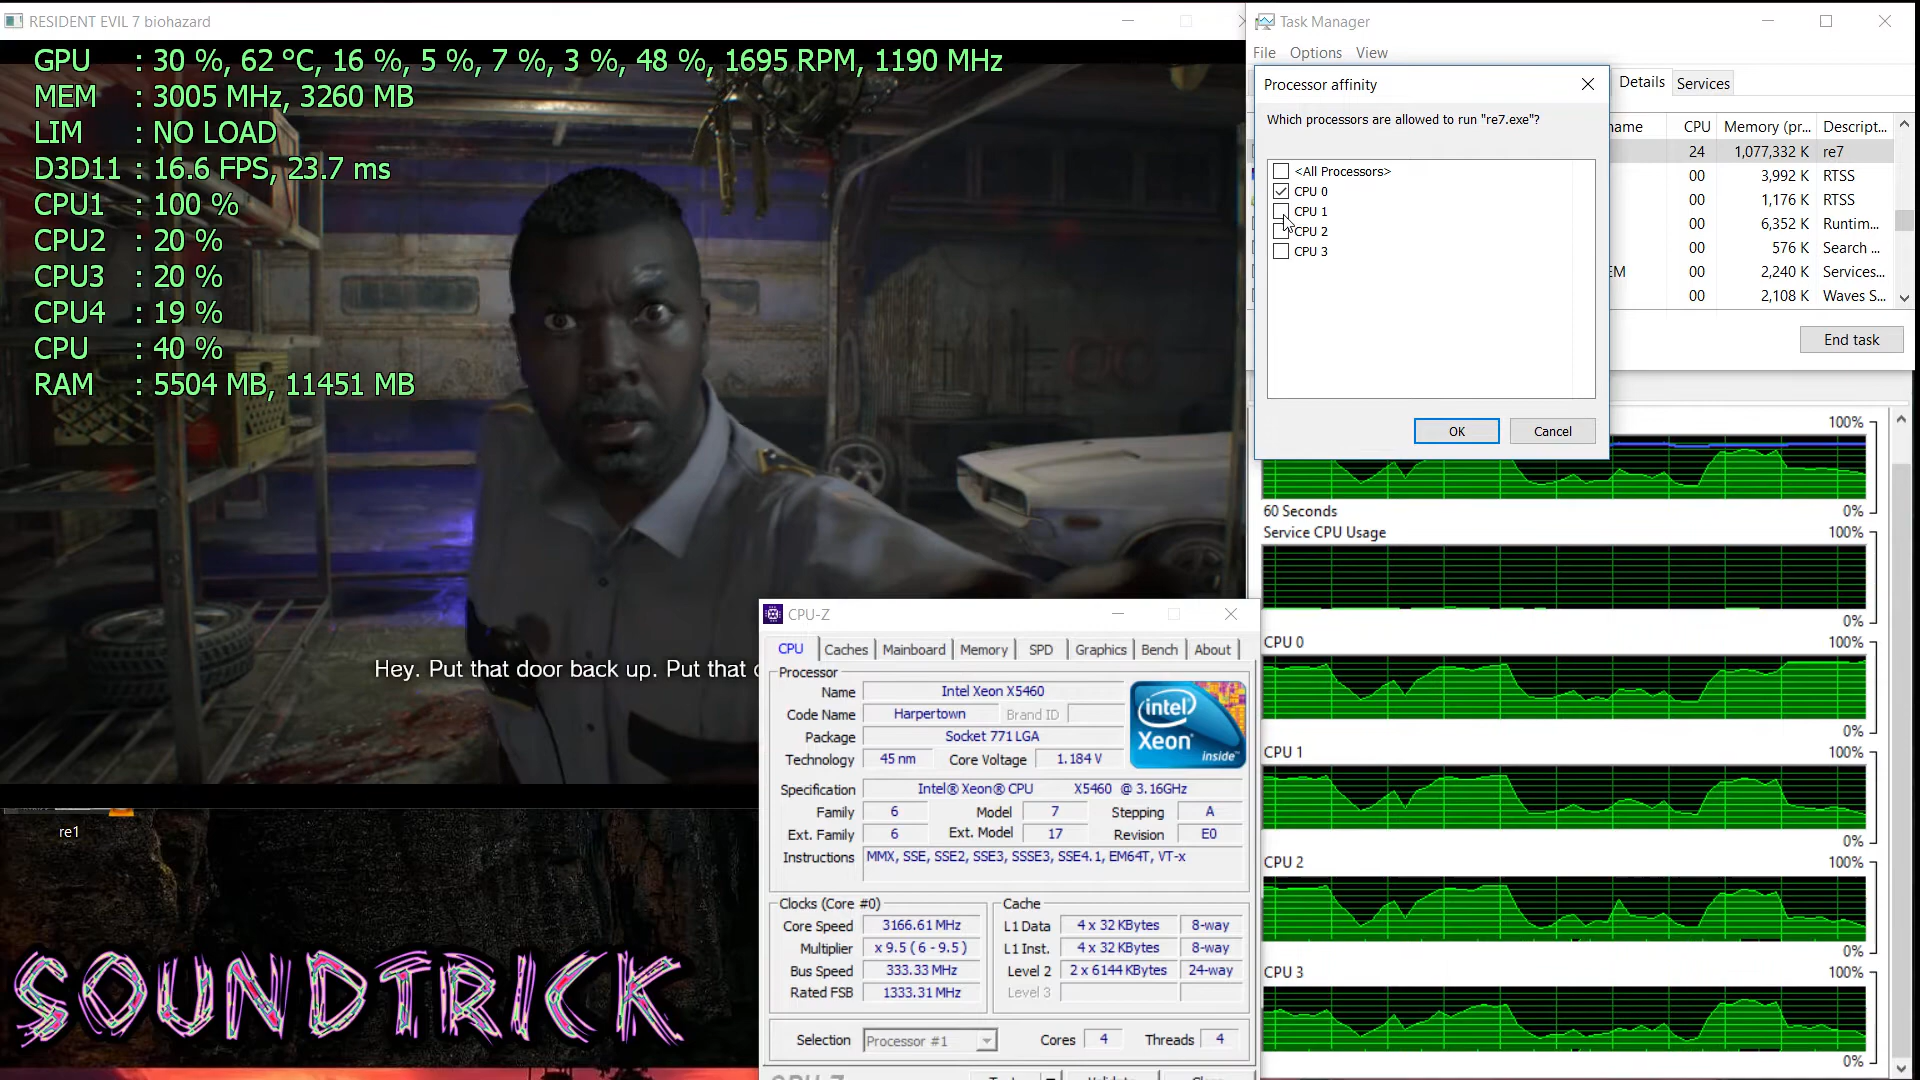 RESIDENT EVIL 7 biohazard
GPU : 30 %, 62 °C, 16 %, 5 %, 7 %, 3 %, 48 %, 1695 RPM, 1190 MHz
MEM : 3005 MHz, 3260 MB
LIM : NO LOAD
D3D11 : 16.6 FPS, 23.7 ms
CPU1 : 100 %
CPU2 : 20 %
CPU3 : 20 %
CPU4 : 19 %
CPU : 40 %
RAM : 5504 MB, 11451 MB
Hey. Put that door back up. Put that
re1
SOUNDTRICK
Task Manager
File Options View
Details Services
CPU Memory (pr... Descript...
24 1,077,332 K re7
00 3,992 K RTSS
00 1,176 K RTSS
00 6,352 K Runtim...
00 576 K Search ...
00 2,240 K Services...
00 2,108 K Waves S...
End task
Processor affinity
Which processors are allowed to run "re7.exe"?
<All Processors>
CPU 0
CPU 1
CPU 2
CPU 3
OK Cancel
100%
60 Seconds 0%
Service CPU Usage 100%
0%
CPU 0 100%
0%
CPU 1 100%
0%
CPU 2 100%
0%
CPU 3 100%
0%
CPU-Z
CPU Caches Mainboard Memory SPD Graphics Bench About
Processor
Name Intel Xeon X5460
Code Name Harpertown Brand ID
Package Socket 771 LGA
Technology 45 nm Core Voltage 1.184 V
intel Xeon inside™
Specification Intel® Xeon® CPU X5460 @ 3.16GHz
Family 6 Model 7 Stepping A
Ext. Family 6 Ext. Model 17 Revision E0
Instructions MMX, SSE, SSE2, SSE3, SSSE3, SSE4.1, EM64T, VT-x
Clocks (Core #0)
Core Speed 3166.61 MHz
Multiplier x 9.5 ( 6 - 9.5 )
Bus Speed 333.33 MHz
Rated FSB 1333.31 MHz
Cache
L1 Data 4 x 32 KBytes 8-way
L1 Inst. 4 x 32 KBytes 8-way
Level 2 2 x 6144 KBytes 24-way
Level 3
Selection Processor #1 Cores 4 Threads 4